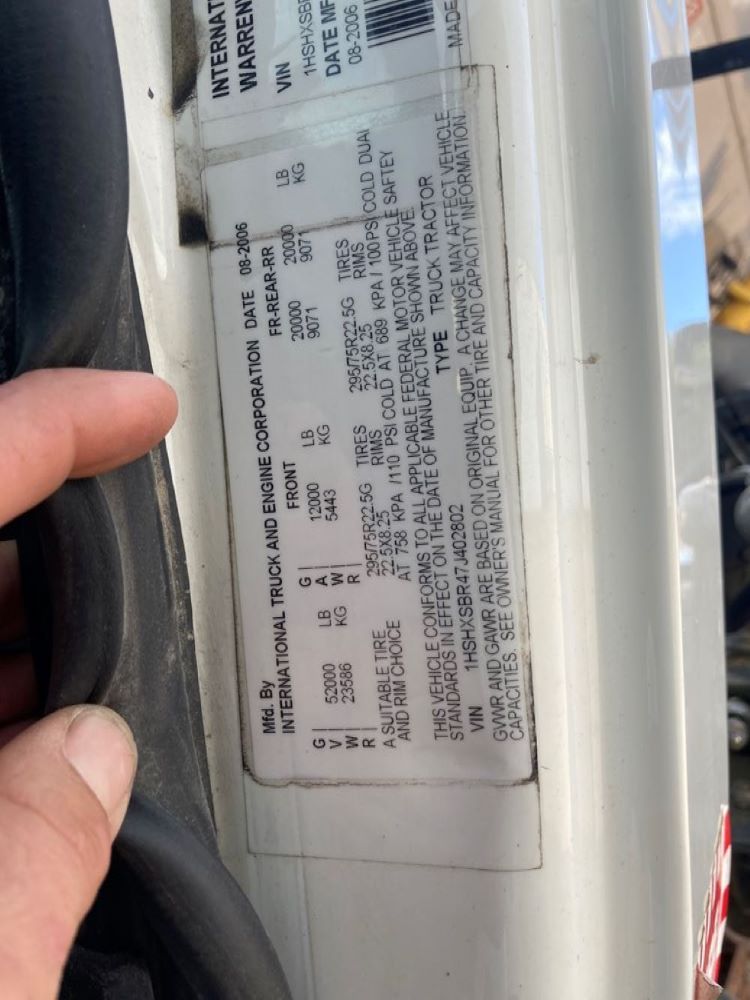 INTERNAT
WARREN
VIN
1HSHXSB
DATE MF
08-2006
MADE
Mfd. By
INTERNATIONAL TRUCK AND ENGINE CORPORATION DATE 08-2006
FRONT FR-REAR-RR
G 52000 LB G 12000 LB 20000 20000 LB
V 23586 KG A 5443 KG 9071 9071 KG
W W
R R
A SUITABLE TIRE 295/75R22.5G TIRES 295/75R22.5G TIRES
AND RIM CHOICE 22.5X8.25 RIMS 22.5X8.25 RIMS
AT 758 KPA /110 PSI COLD AT 689 KPA / 100 PSI COLD DUAL
THIS VEHICLE CONFORMS TO ALL APPLICABLE FEDERAL MOTOR VEHICLE SAFTEY
STANDARDS IN EFFECT ON THE DATE OF MANUFACTURE SHOWN ABOVE.
VIN 1HSHXSBR47J402802 TYPE TRUCK TRACTOR
GVWR AND GAWR ARE BASED ON ORIGINAL EQUIP. A CHANGE MAY AFFECT VEHICLE
CAPACITIES. SEE OWNER'S MANUAL FOR OTHER TIRE AND CAPACITY INFORMATION.